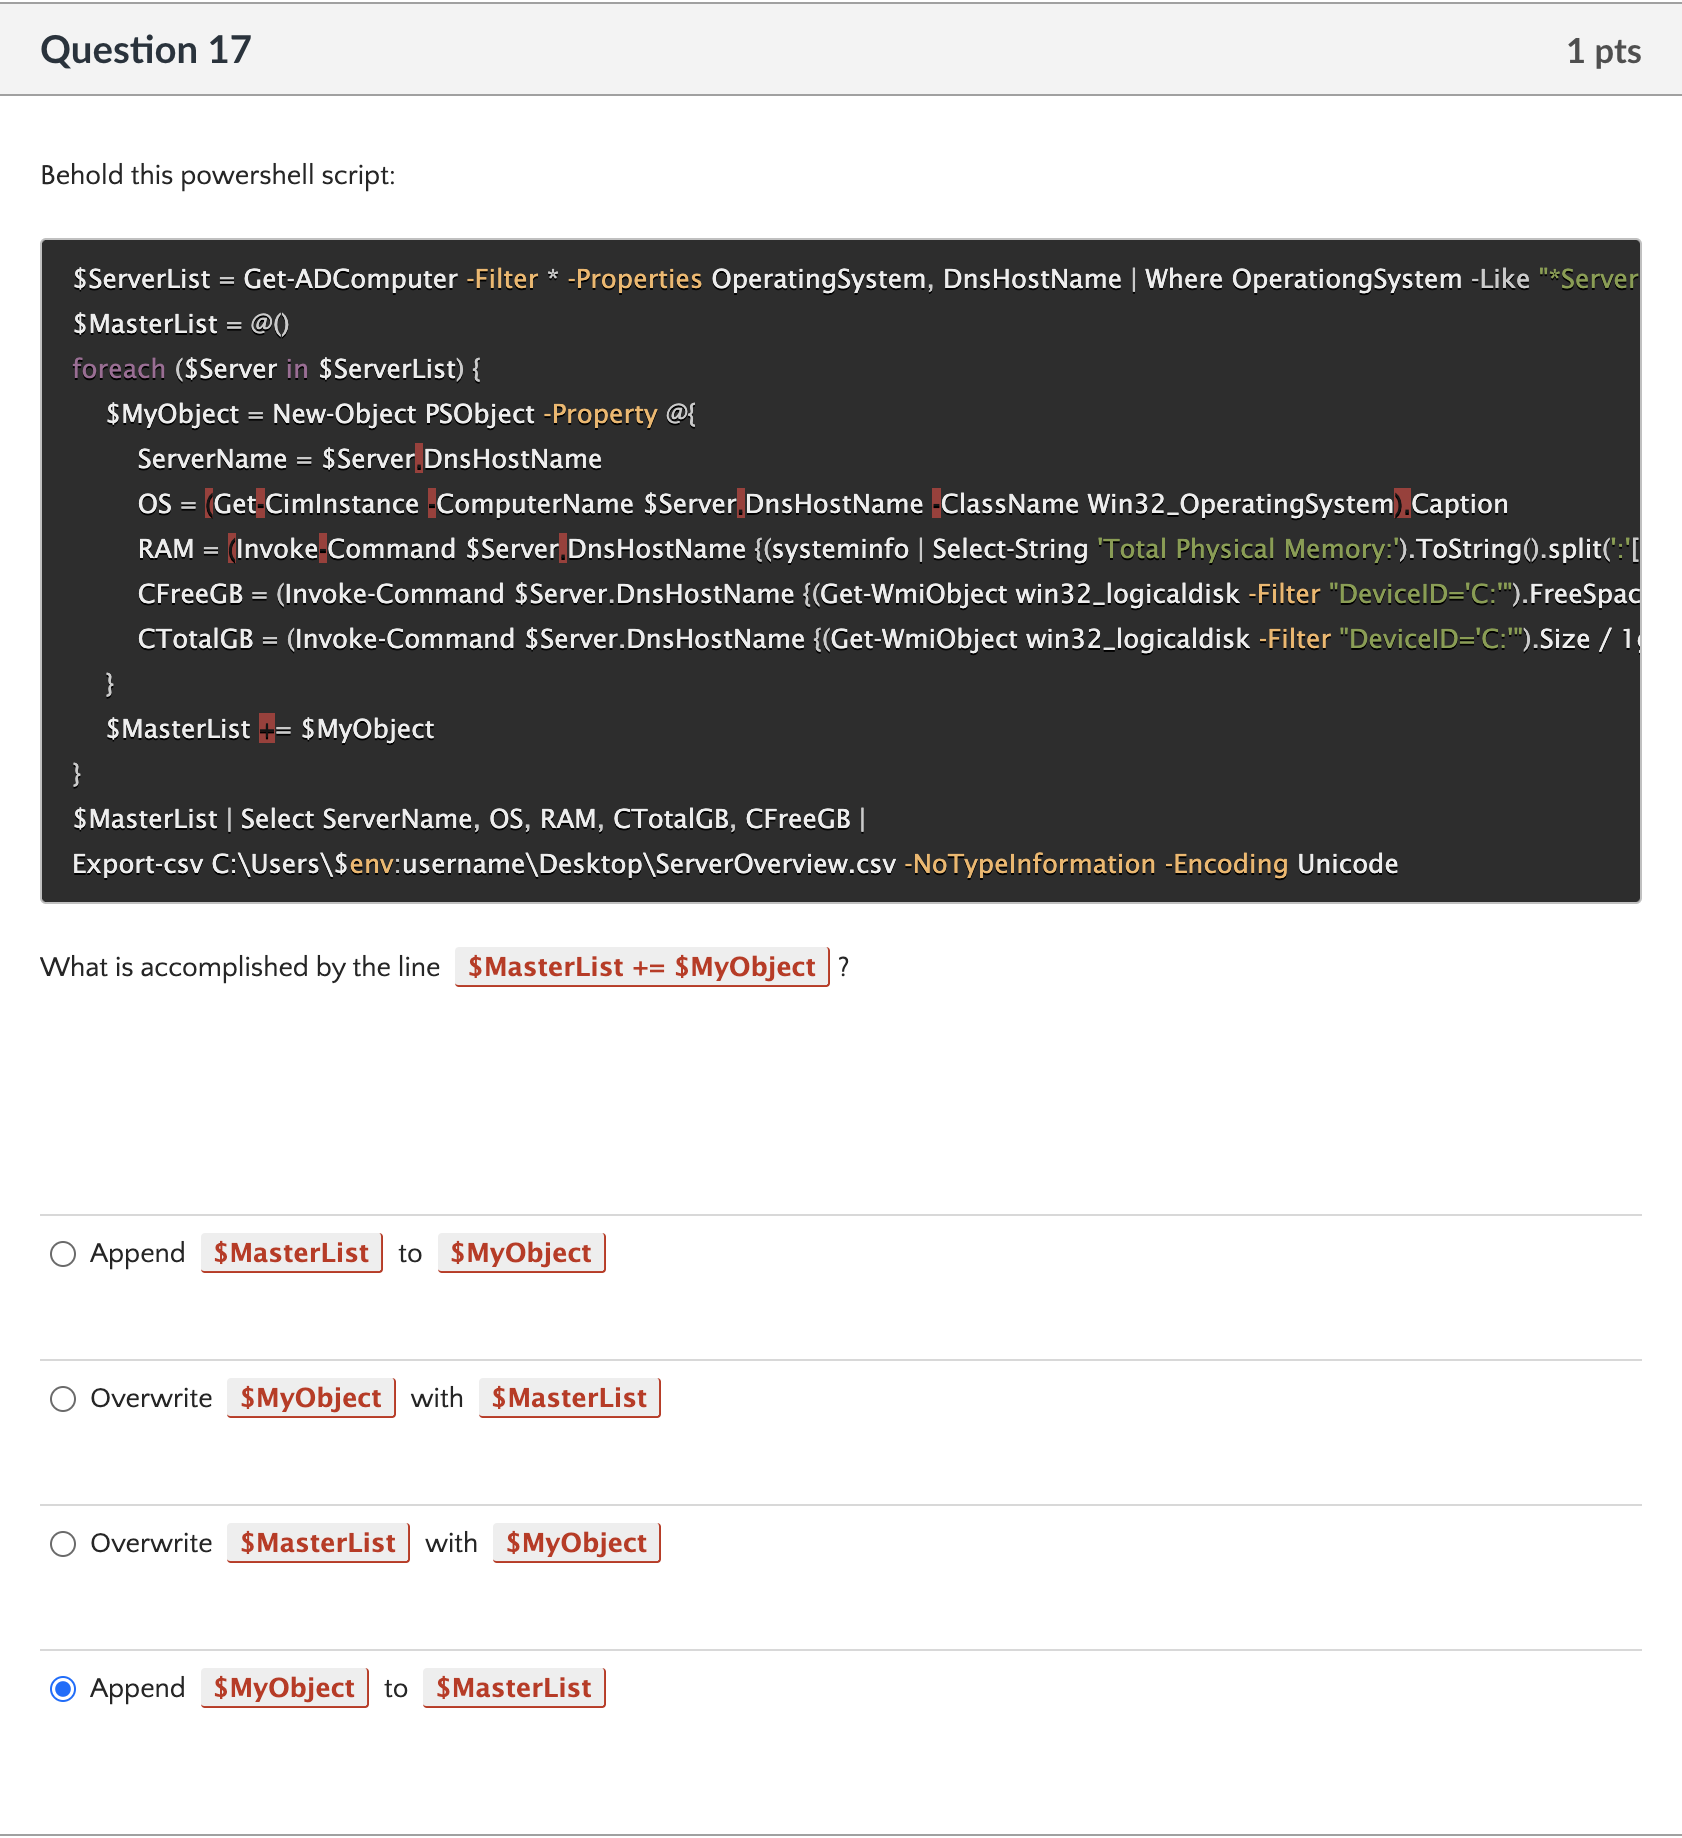 Question 17
1 pts
Behold this powershell script:
$ServerList = Get-ADComputer -Filter * -Properties OperatingSystem, DnsHostName | Where OperationgSystem -Like "*Server
$MasterList = @()
foreach ($Server in $ServerList) {
$MyObject = New-Object PSObject -Property @{
ServerName = $Server.DnsHostName
OS = (Get-CimInstance -ComputerName $Server.DnsHostName -ClassName Win32_OperatingSystem).Caption
RAM = (Invoke-Command $Server.DnsHostName {(systeminfo | Select-String 'Total Physical Memory:').ToString().split(':'[
CFreeGB = (Invoke-Command $Server.DnsHostName {(Get-WmiObject win32_logicaldisk -Filter "DeviceID='C:'").FreeSpac
CTotalGB = (Invoke-Command $Server.DnsHostName {(Get-WmiObject win32_logicaldisk -Filter "DeviceID='C:'").Size / 1g
}
$MasterList += $MyObject
}
$MasterList | Select ServerName, OS, RAM, CTotalGB, CFreeGB |
Export-csv C:\Users\$env:username\Desktop\ServerOverview.csv -NoTypeInformation -Encoding Unicode
What is accomplished by the line $MasterList += $MyObject ?
Append $MasterList to $MyObject
Overwrite $MyObject with $MasterList
Overwrite $MasterList with $MyObject
Append $MyObject to $MasterList